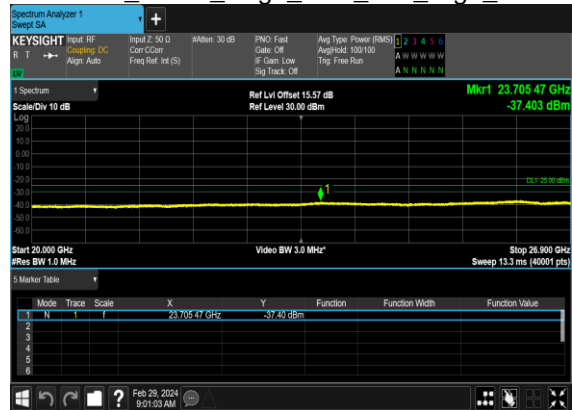 Spectrum Analyzer 1
Swept SA
KEYSIGHT Input: RF Input Z: 50 Ω #Atten: 30 dB PNO: Fast Avg Type: Power (RMS) 1 2 3 4 5 6
R T Coupling: DC Corr CCorr Gate: Off Avg|Hold: 100/100 A W W W W W
Align: Auto Freq Ref: Int (S) IF Gain: Low Trig: Free Run A N N N N N
Sig Track: Off
1 Spectrum Ref Lvl Offset 15.57 dB Mkr1 23.705 47 GHz
Scale/Div 10 dB Ref Level 30.00 dBm -37.403 dBm
Log
20.0
10.0
0.00
-10.0
-20.0
DL1 -25.00 dBm
-30.0 1
-40.0
-50.0
-60.0
Start 20.000 GHz Video BW 3.0 MHz* Stop 26.900 GHz
#Res BW 1.0 MHz Sweep 13.3 ms (40001 pts)
5 Marker Table
Mode Trace Scale X Y Function Function Width Function Value
1 N 1 f 23.705 47 GHz -37.40 dBm
2
3
4
5
6
Feb 29, 2024
9:01:03 AM